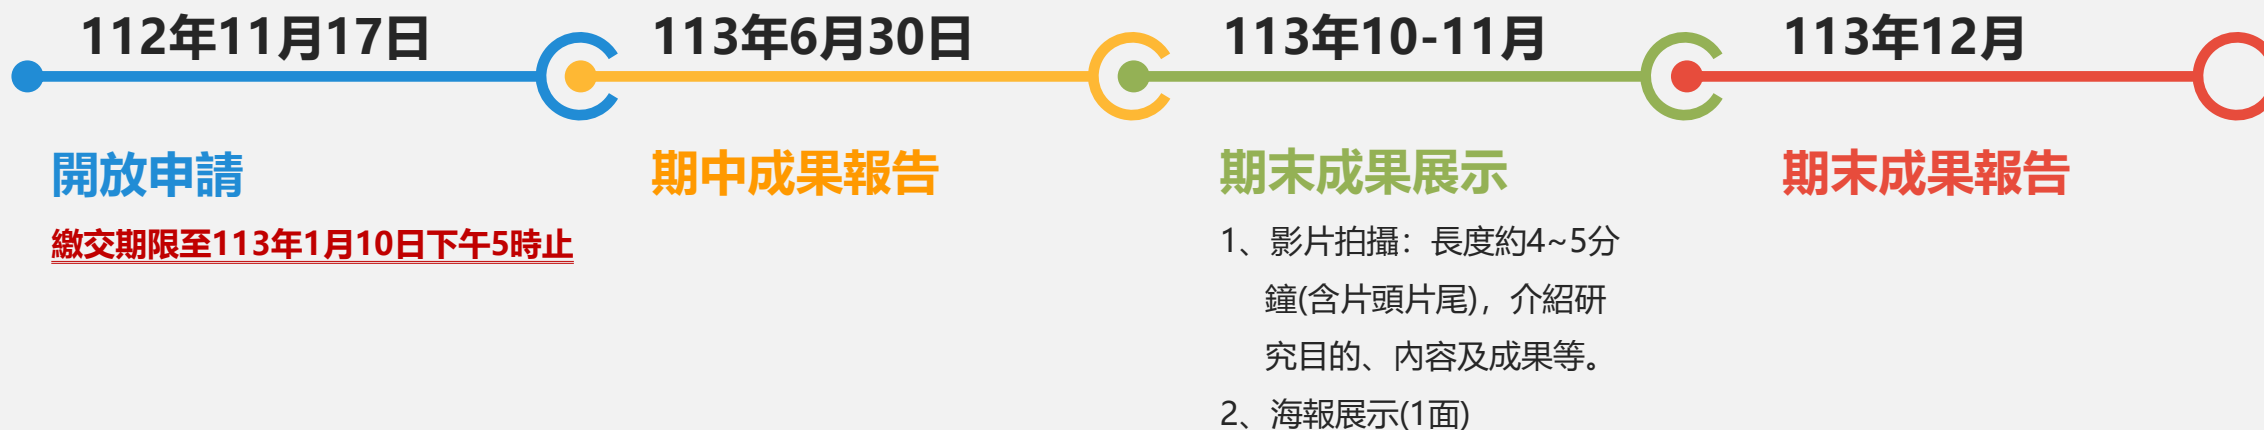 112年11月17日
113年6月30日
113年10-11月
113年12月
開放申請
期中成果報告
期末成果展示
期末成果報告
繳交期限至113年1月10日下午5時止
1、影片拍攝：長度約4~5分
鐘(含片頭片尾)，介紹研
究目的、內容及成果等。
2、海報展示(1面)